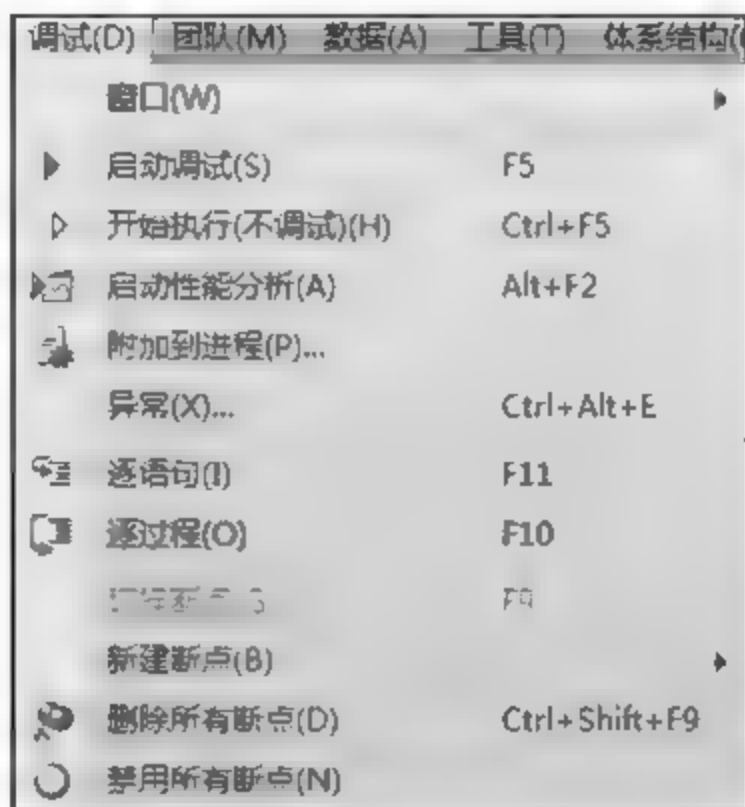 调试(D) 团队(M) 数据(A) 工具(T) 体系结构(
窗口(W)
启动调试(S) F5
开始执行(不调试)(H) Ctrl+F5
启动性能分析(A) Alt+F2
附加到进程(P)...
异常(X)... Ctrl+Alt+E
逐语句(I) F11
逐过程(O) F10
F9
新建断点(B)
删除所有断点(D) Ctrl+Shift+F9
禁用所有断点(N)